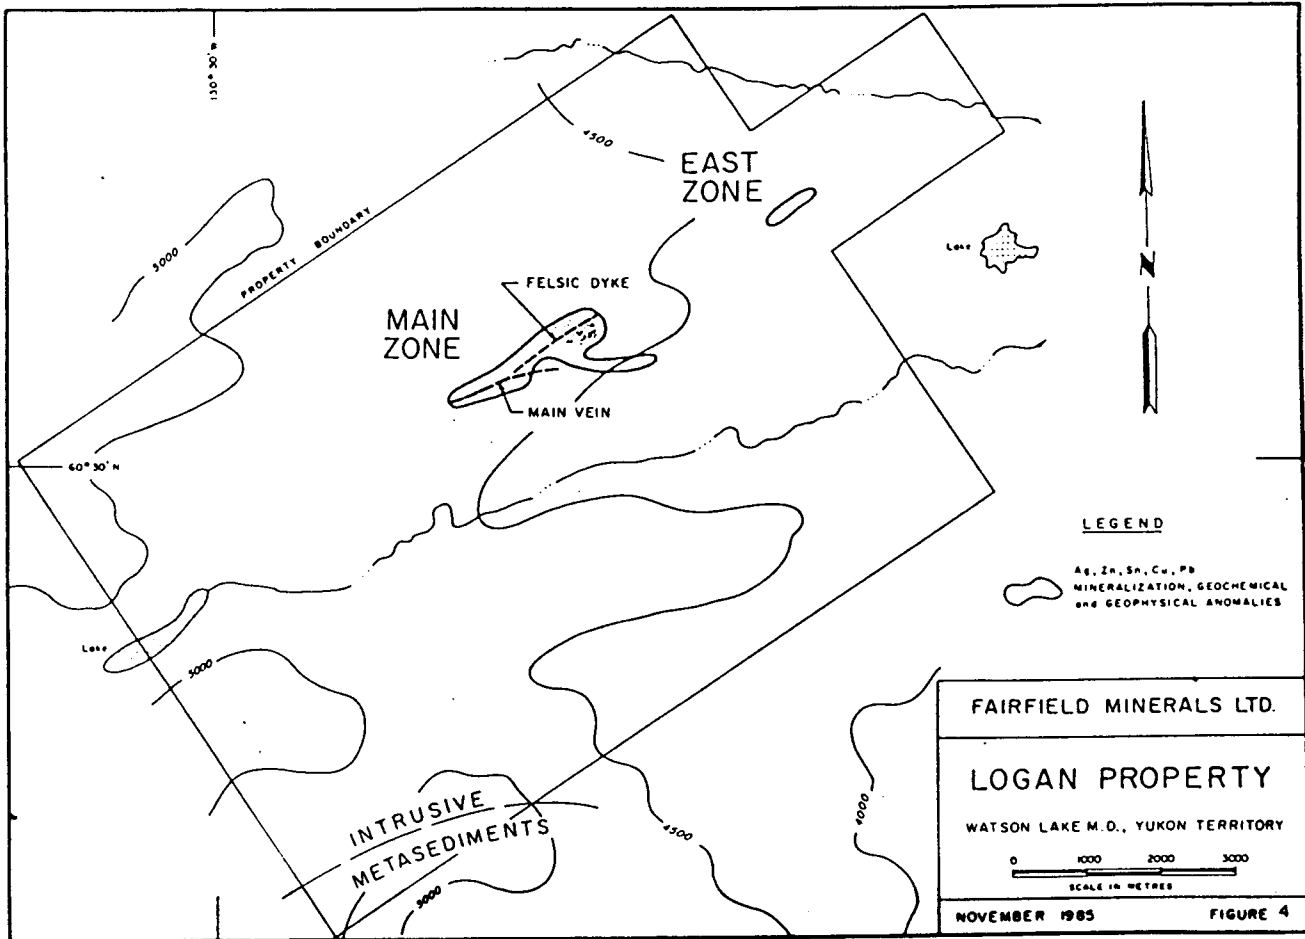 130° 30' W
4500
EAST
ZONE
5000
PROPERTY BOUNDARY
Lake
N
FELSIC DYKE
MAIN
ZONE
MAIN VEIN
60° 30' N
LEGEND
Ag, Zn, Sn, Cu, Pb
MINERALIZATION, GEOCHEMICAL
and GEOPHYSICAL ANOMALIES
Lake
5000
FAIRFIELD MINERALS LTD.
LOGAN PROPERTY
WATSON LAKE M.D., YUKON TERRITORY
0 1000 2000 3000
SCALE IN METRES
NOVEMBER 1985 FIGURE 4
INTRUSIVE
METASEDIMENTS
5000
4500
4000